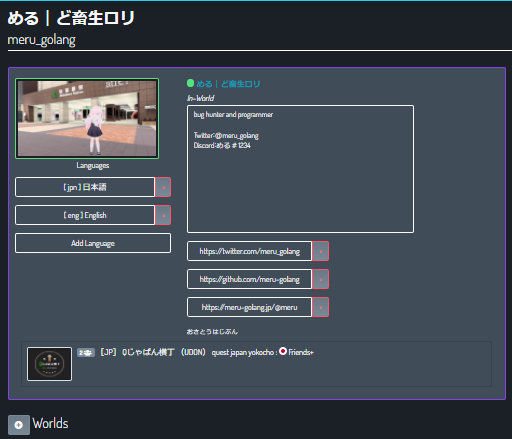 める｜ど畜生ロリ
meru_golang
める｜ど畜生ロリ
In-World
bug hunter and programmer
Twitter:@meru_golang
Discord:める#1234
Languages
[ jpn ] 日本語
[ eng ] English
Add Language
https://twitter.com/meru_golang
https://github.com/meru-golang
https://meru-golang.jp/@meru
おさとうはじぶん
2 [JP] Qじゃぱん横丁 (UDON) quest japan yokocho : Friends+
Worlds